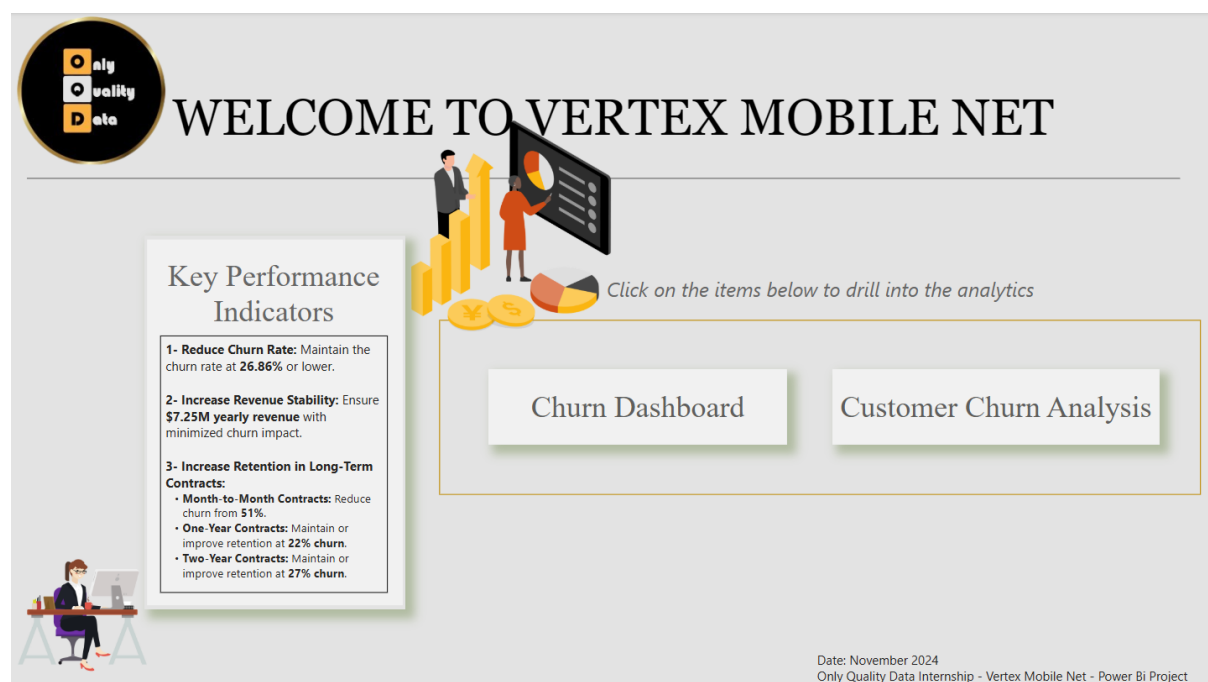 Only
Quality
Data
WELCOME TO VERTEX MOBILE NET
Key Performance
Indicators
1- Reduce Churn Rate: Maintain the
churn rate at 26.86% or lower.
2- Increase Revenue Stability: Ensure
$7.25M yearly revenue with
minimized churn impact.
3- Increase Retention in Long-Term
Contracts:
• Month-to-Month Contracts: Reduce
churn from 51%.
• One-Year Contracts: Maintain or
improve retention at 22% churn.
• Two-Year Contracts: Maintain or
improve retention at 27% churn.
¥
$
Click on the items below to drill into the analytics
Churn Dashboard
Customer Churn Analysis
Date: November 2024
Only Quality Data Internship - Vertex Mobile Net - Power Bi Project